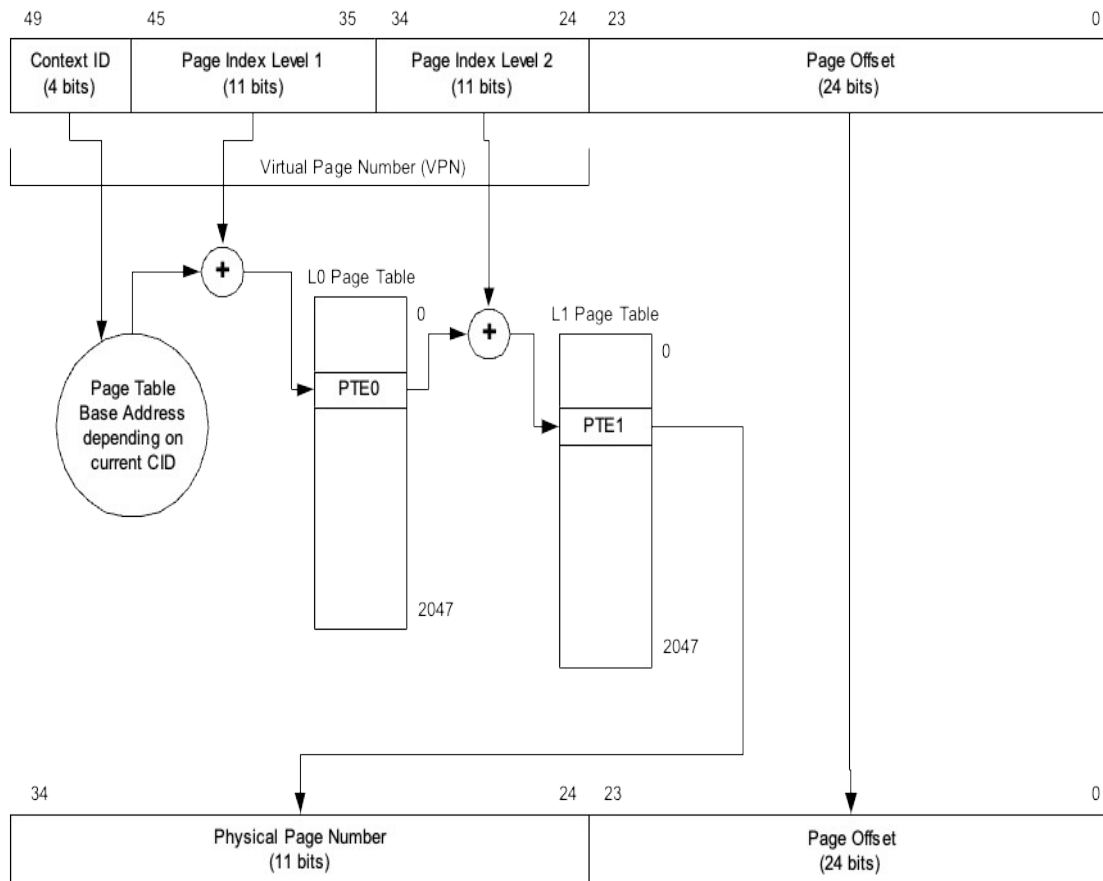 49 45 35 34 24 23 0
Context ID Page Index Level 1 Page Index Level 2 Page Offset
(4 bits) (11 bits) (11 bits) (24 bits)
Virtual Page Number (VPN)
+
L0 Page Table
0
+
L1 Page Table
0
Page Table
Base Address
depending on
current CID
PTE0
PTE1
2047
2047
34 24 23 0
Physical Page Number Page Offset
(11 bits) (24 bits)